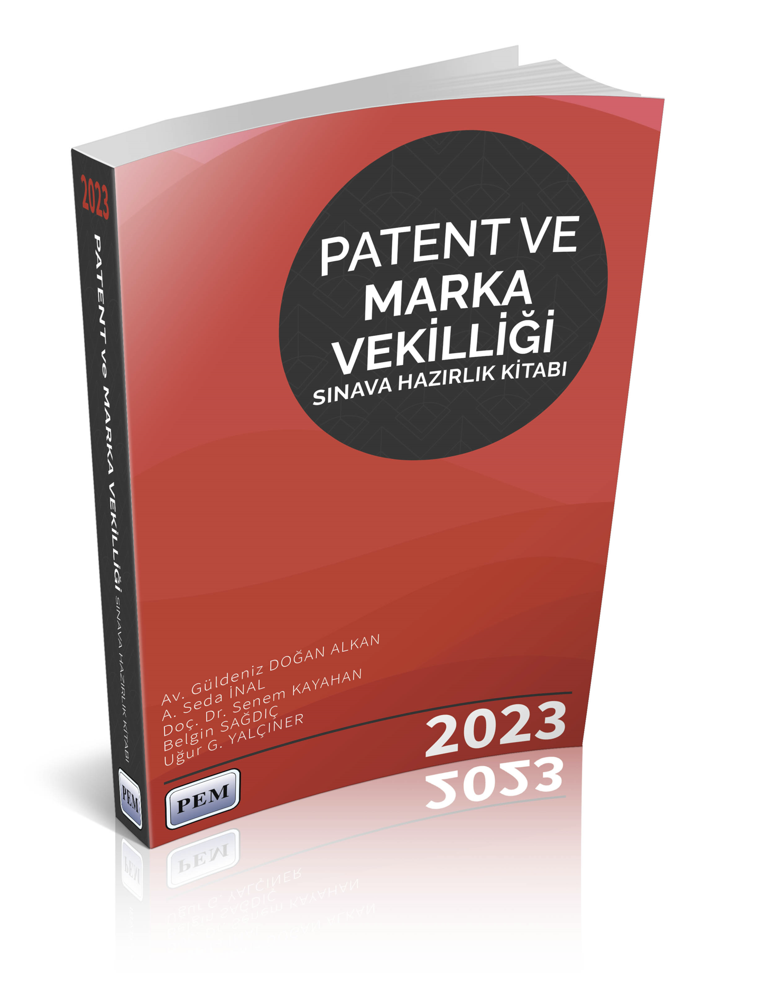 2023
PATENT ve MARKA VEKİLLİĞİ SINAVA HAZIRLIK KİTABI
PEM
PATENT VE
MARKA
VEKİLLİĞİ
SINAVA HAZIRLIK KİTABI
Av. Güldeniz DOĞAN ALKAN
A. Seda İNAL
Doç. Dr. Senem KAYAHAN
Belgin SAĞDIÇ
Uğur G. YALÇINER
2023
PEM